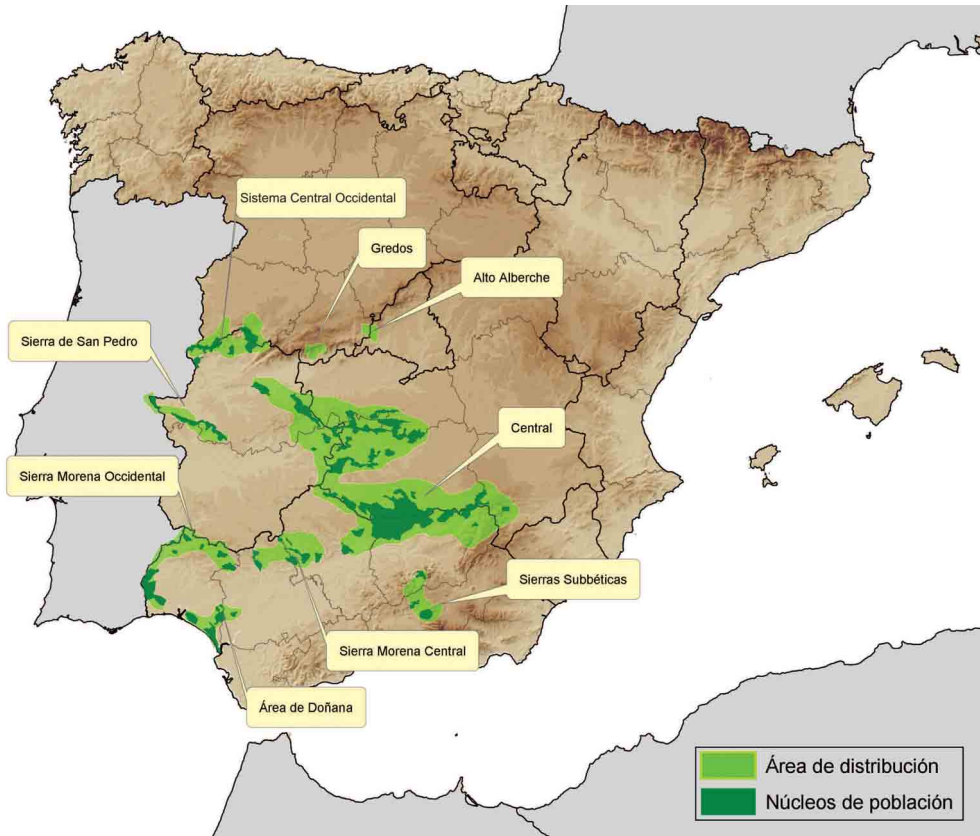 Sistema Central Occidental
Gredos
Alto Alberche
Sierra de San Pedro
Central
Sierra Morena Occidental
Sierras Subbéticas
Sierra Morena Central
Área de Doñana
Área de distribución
Núcleos de población